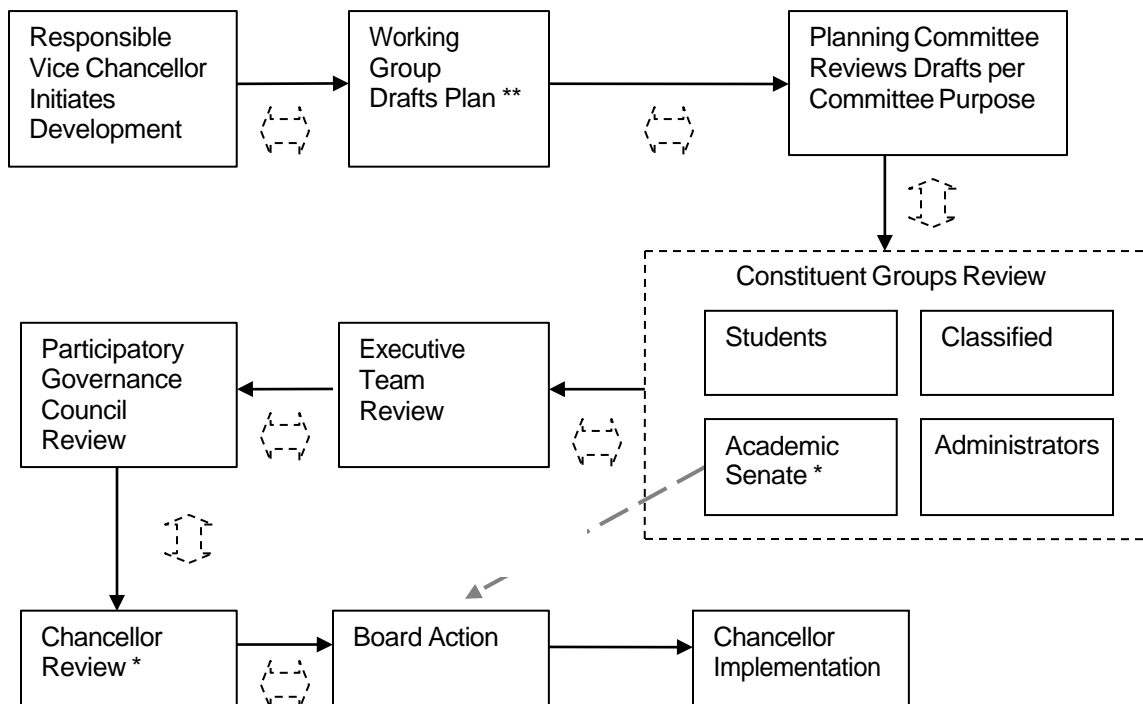 Responsible
Vice Chancellor
Initiates
Development
Working
Group
Drafts Plan **
Planning Committee
Reviews Drafts per
Committee Purpose
Constituent Groups Review
Students
Classified
Academic
Senate *
Administrators
Executive
Team
Review
Participatory
Governance
Council
Review
Chancellor
Review *
Board Action
Chancellor
Implementation